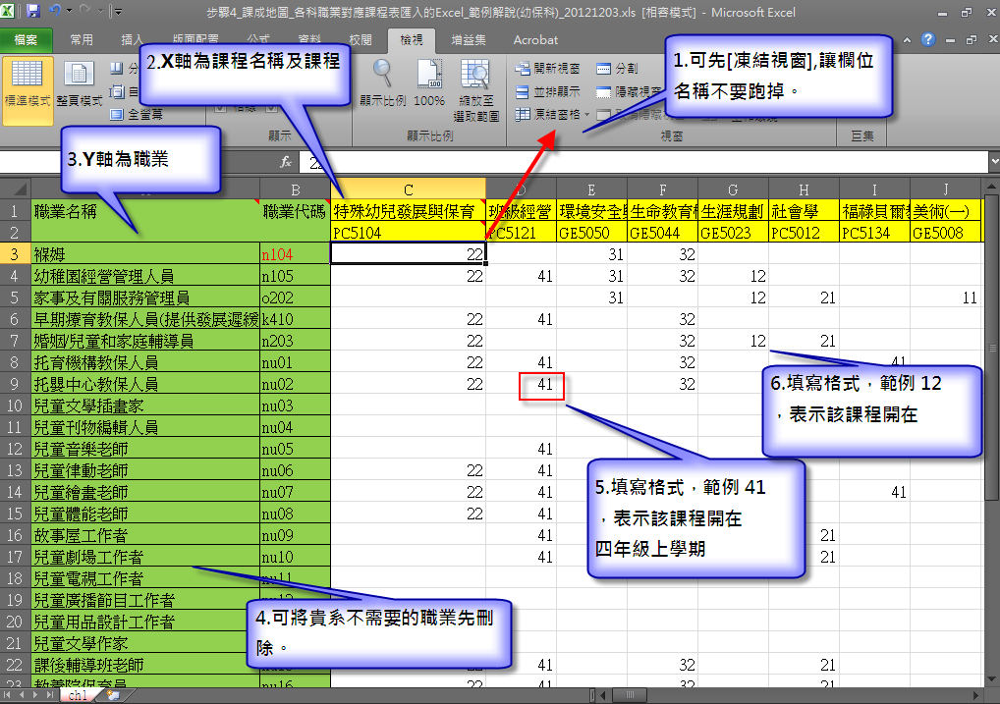 步驟4_課成地圖_各科職業對應課程表匯入的Excel_範例解說(幼保科)_20121203.xls [相容模式] - Microsoft Excel
檔案 常用 插入 版面配置 公式 資料 校閱 檢視 增益集 Acrobat
標準模式 整頁模式 全螢幕
顯示
顯示比例 100% 縮放至
選取範圍
顯示比例
開新視窗 分割
並排顯示 隱藏視窗
凍結窗格
視窗
巨集
1.可先[凍結視窗],讓欄位
名稱不要跑掉。
2.X軸為課程名稱及課程
3.Y軸為職業
fx 22
B C D E F G H I J
1 職業名稱 職業代碼 特殊幼兒發展與保育 班級經營 環境安全 生命教育 生涯規劃 社會學 福祿貝爾 美術(一)
2 PC5104 PC5121 GE5050 GE5044 GE5023 PC5012 PC5134 GE5008
3 褓姆 n104 22 31 32
4 幼稚園經營管理人員 n105 22 41 31 32 12
5 家事及有關服務管理員 o202 31 12 21 11
6 早期療育教保人員(提供發展遲緩 k410 22 41 32
7 婚姻/兒童和家庭輔導員 n203 22 32 12 21
8 托育機構教保人員 nu01 22 41 32 41
9 托嬰中心教保人員 nu02 22 41 32
10 兒童文學插畫家 nu03
11 兒童刊物編輯人員 nu04
12 兒童音樂老師 nu05 41
13 兒童律動老師 nu06 22 41
14 兒童繪畫老師 nu07 22 41 41
15 兒童體能老師 nu08 22 41
16 故事屋工作者 nu09 41 21
17 兒童劇場工作者 nu10 41 21
18 兒童電視工作者 nu11
19 兒童廣播節目工作者 nu12
20 兒童用品設計工作者
21 兒童文學作家
22 課後輔導班老師 41 32 21
23 教養院保育員 nu16 22 41 32 21
6.填寫格式，範例 12
，表示該課程開在
5.填寫格式，範例 41
，表示該課程開在
四年級上學期
4.可將貴系不需要的職業先刪
除。
ch1